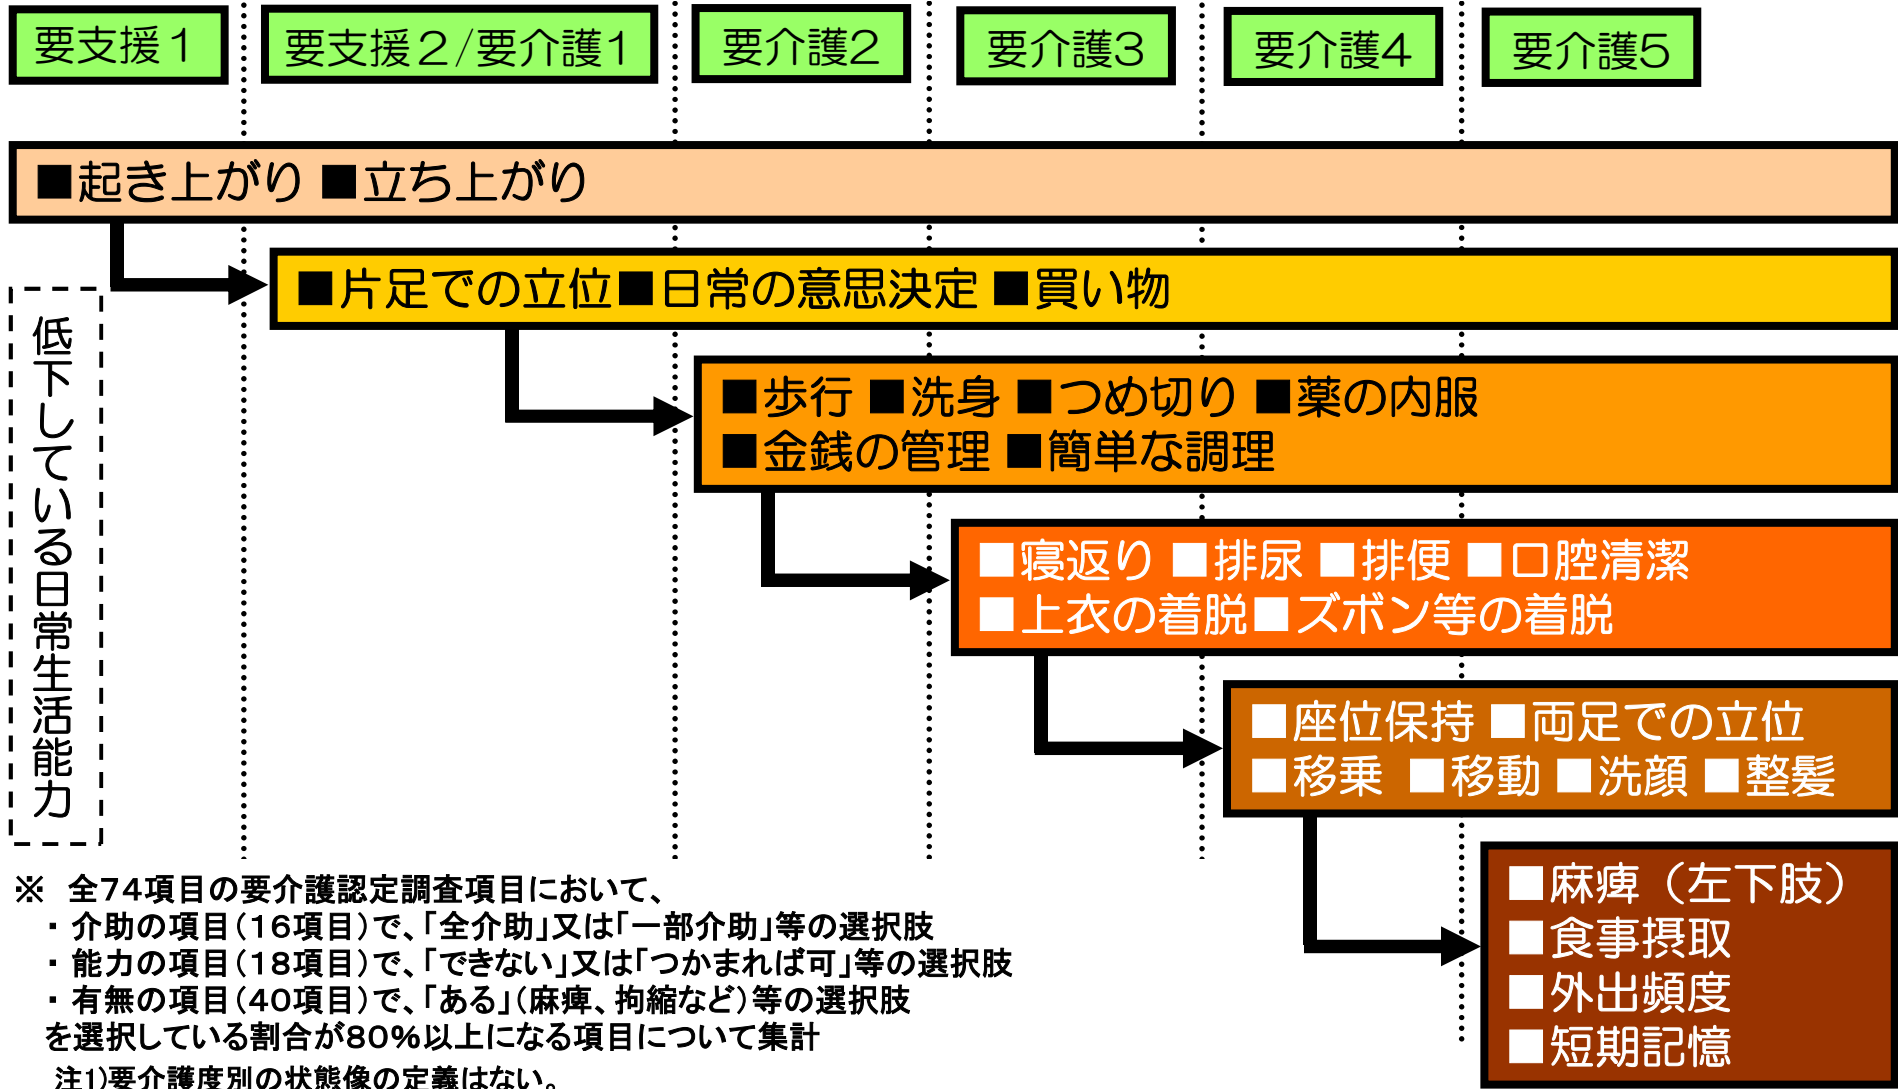 要支援１
要支援２/要介護１
要介護２
要介護３
要介護４
要介護５
■起き上がり ■立ち上がり
■片足での立位■日常の意思決定 ■買い物
■歩行 ■洗身 ■つめ切り ■薬の内服
■金銭の管理 ■簡単な調理
■寝返り ■排尿 ■排便 ■口腔清潔
■上衣の着脱■ズボン等の着脱
■座位保持 ■両足での立位
■移乗 ■移動 ■洗顔 ■整髪
■麻痺（左下肢）
■食事摂取
■外出頻度
■短期記憶
低下している日常生活能力
※　全74項目の要介護認定調査項目において、
・ 介助の項目（16項目）で、「全介助」又は「一部介助」等の選択肢
・ 能力の項目（18項目）で、「できない」又は「つかまれば可」等の選択肢
・ 有無の項目（40項目）で、「ある」（麻痺、拘縮など）等の選択肢
を選択している割合が80%以上になる項目について集計
注1)要介護度別の状態像の定義はない。